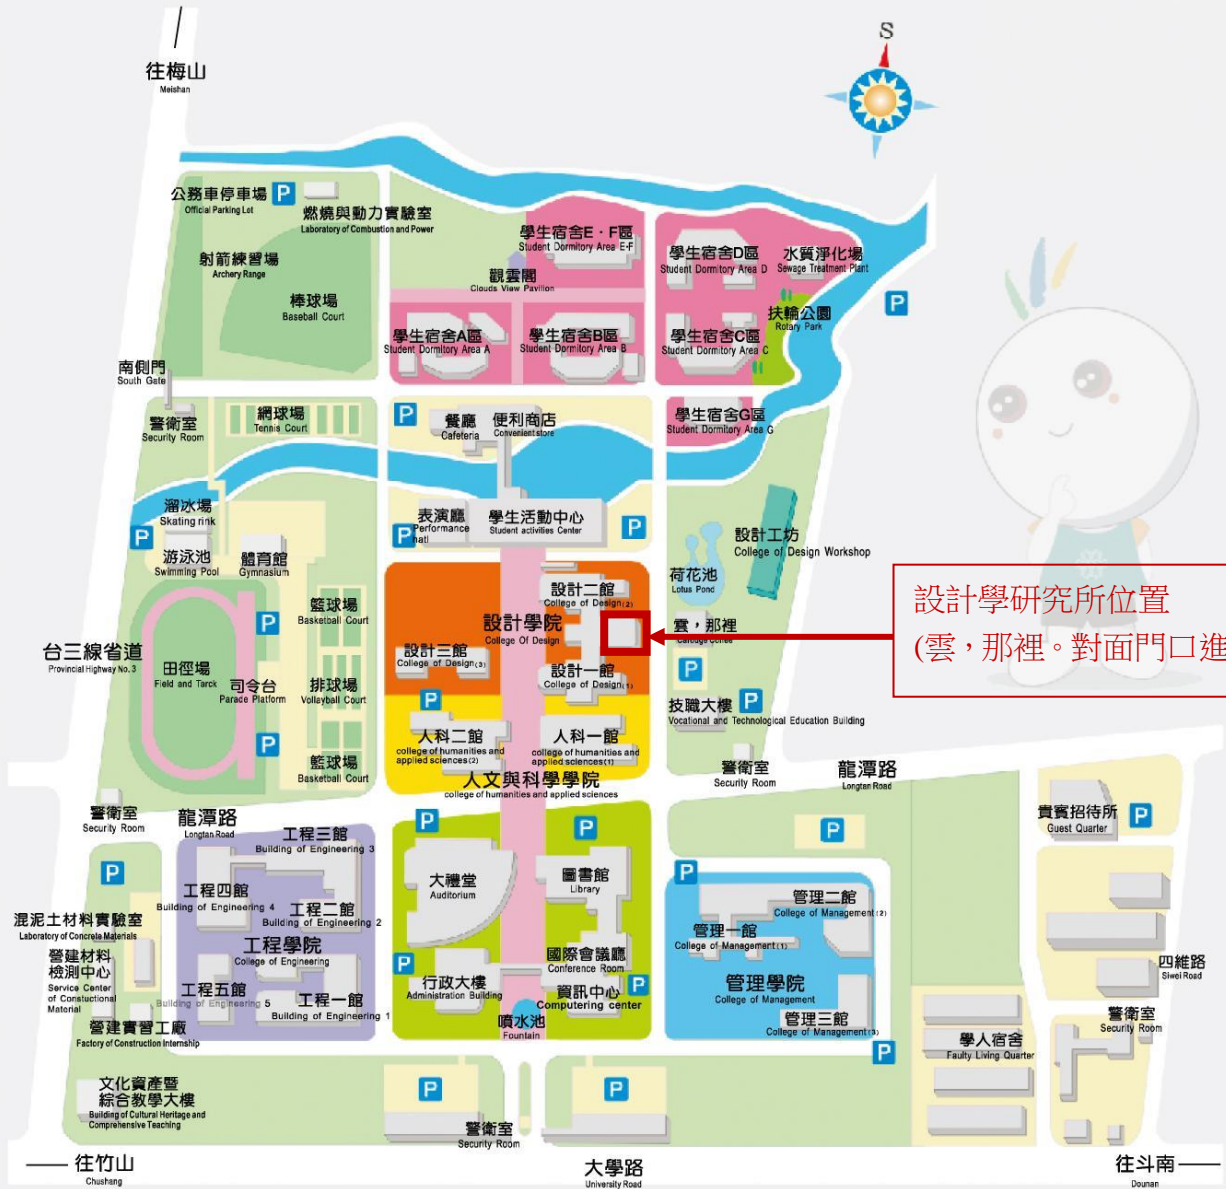 S
往梅山
Meishan
公務車停車場
Official Parking Lot
P
燃燒與動力實驗室
Laboratory of Combustion and Power
射箭練習場
Archery Range
棒球場
Baseball Court
學生宿舍E · F區
Student Dormitory Area E-F
觀雲閣
Clouds View Pavilion
學生宿舍D區
Student Dormitory Area D
水質淨化場
Sewage Treatment Plant
扶輪公園
Rotary Park
P
學生宿舍A區
Student Dormitory Area A
學生宿舍B區
Student Dormitory Area B
學生宿舍C區
Student Dormitory Area C
南側門
South Gate
警衛室
Security Room
網球場
Tennis Court
P
餐廳
Cafeteria
便利商店
Convenient store
學生宿舍G區
Student Dormitory Area G
溜冰場
Skating rink
P
游泳池
Swimming Pool
體育館
Gymnasium
表演廳
Performance
hatl
P
學生活動中心
Student activities Center
P
設計工坊
College of Design Workshop
荷花池
Lotus Pond
籃球場
Basketball Court
P
設計二館
College of Design(2)
設計學院
College Of Design
設計三館
College of Design(3)
設計一館
College of Design(1)
雲，那裡
P
設計學研究所位置
(雲，那裡。對面門口進
台三線省道
Provincial Highway No. 3
田徑場
Field and Tarck
司令台
Parade Platform
排球場
Vollayball Court
P
籃球場
Basketball Court
P
人科二館
college of humanities and
applied sciences(2)
人科一館
college of humanities and
applied sciences(1)
人文與科學學院
college of humanities and applied sciences
技職大樓
Vocational and Technological Education Building
P
警衛室
Security Room
龍潭路
Longtan Road
警衛室
Security Room
龍潭路
Longtan Road
P
工程三館
Building of Engineering 3
工程四館
Building of Engineering 4
工程二館
Building of Engineering 2
工程學院
College of Engineering
工程五館
Building of Engineering 5
工程一館
Building of Engineering 1
混泥土材料實驗室
Laboratory of Concrete Materials
營建材料
檢測中心
Service Center
of Constuctional
Material
營建實習工廠
Factory of Construction Internship
P
大禮堂
Auditorium
P
圖書館
Library
國際會議廳
Conference Room
P
行政大樓
Administration Building
資訊中心
Computering center
P
噴水池
Fountain
P
P
管理二館
College of Management(2)
管理一館
College of Management(1)
管理學院
College of Management
管理三館
College of Management(3)
P
貴賓招待所
Guest Quarter
P
四維路
Siwei Road
警衛室
Security Room
學人宿舍
Faulty Living Quarter
文化資產暨
綜合教學大樓
Building of Cultural Heritage and
Comprehensive Teaching
P
警衛室
Security Room
P
往竹山
Chushang
大學路
University Road
往斗南
Dounan